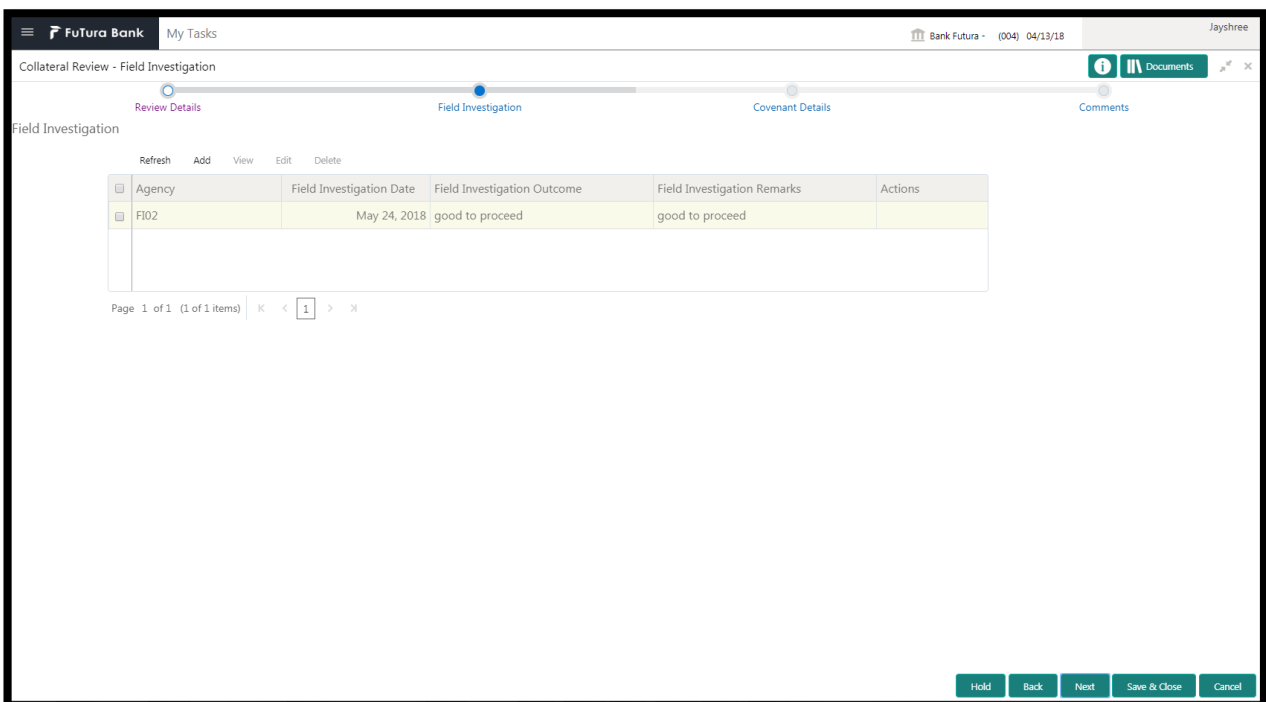 FuTura Bank My Tasks Bank Futura - (004) 04/13/18 Jayshree
Collateral Review - Field Investigation Documents
Review Details Field Investigation Covenant Details Comments
Field Investigation
Refresh Add View Edit Delete
Agency Field Investigation Date Field Investigation Outcome Field Investigation Remarks Actions
FI02 May 24, 2018 good to proceed good to proceed
Page 1 of 1 (1 of 1 items) 1
Hold Back Next Save & Close Cancel